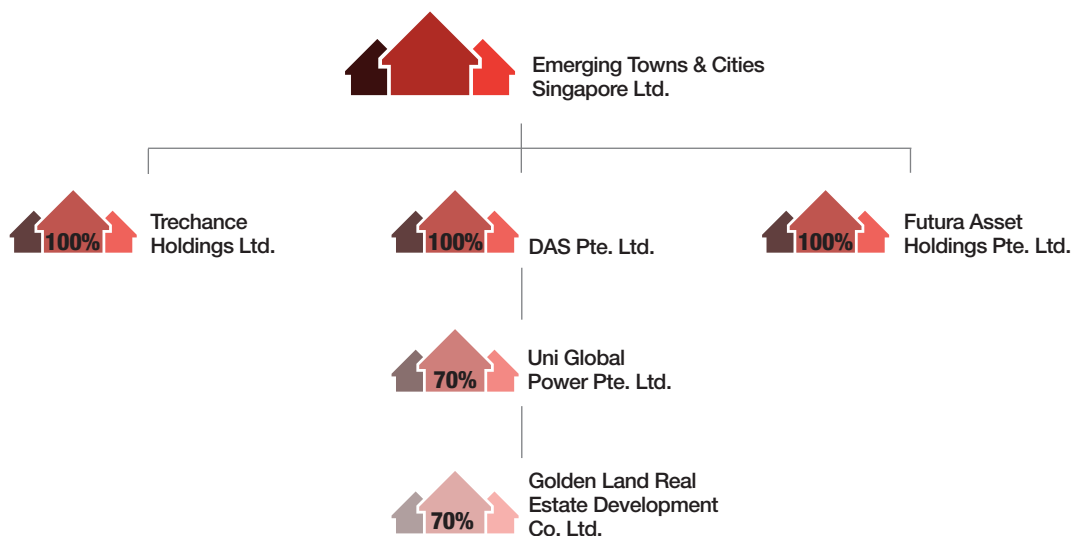 Emerging Towns & Cities
Singapore Ltd.
100%
Trechance
Holdings Ltd.
100%
DAS Pte. Ltd.
100%
Futura Asset
Holdings Pte. Ltd.
70%
Uni Global
Power Pte. Ltd.
70%
Golden Land Real
Estate Development
Co. Ltd.